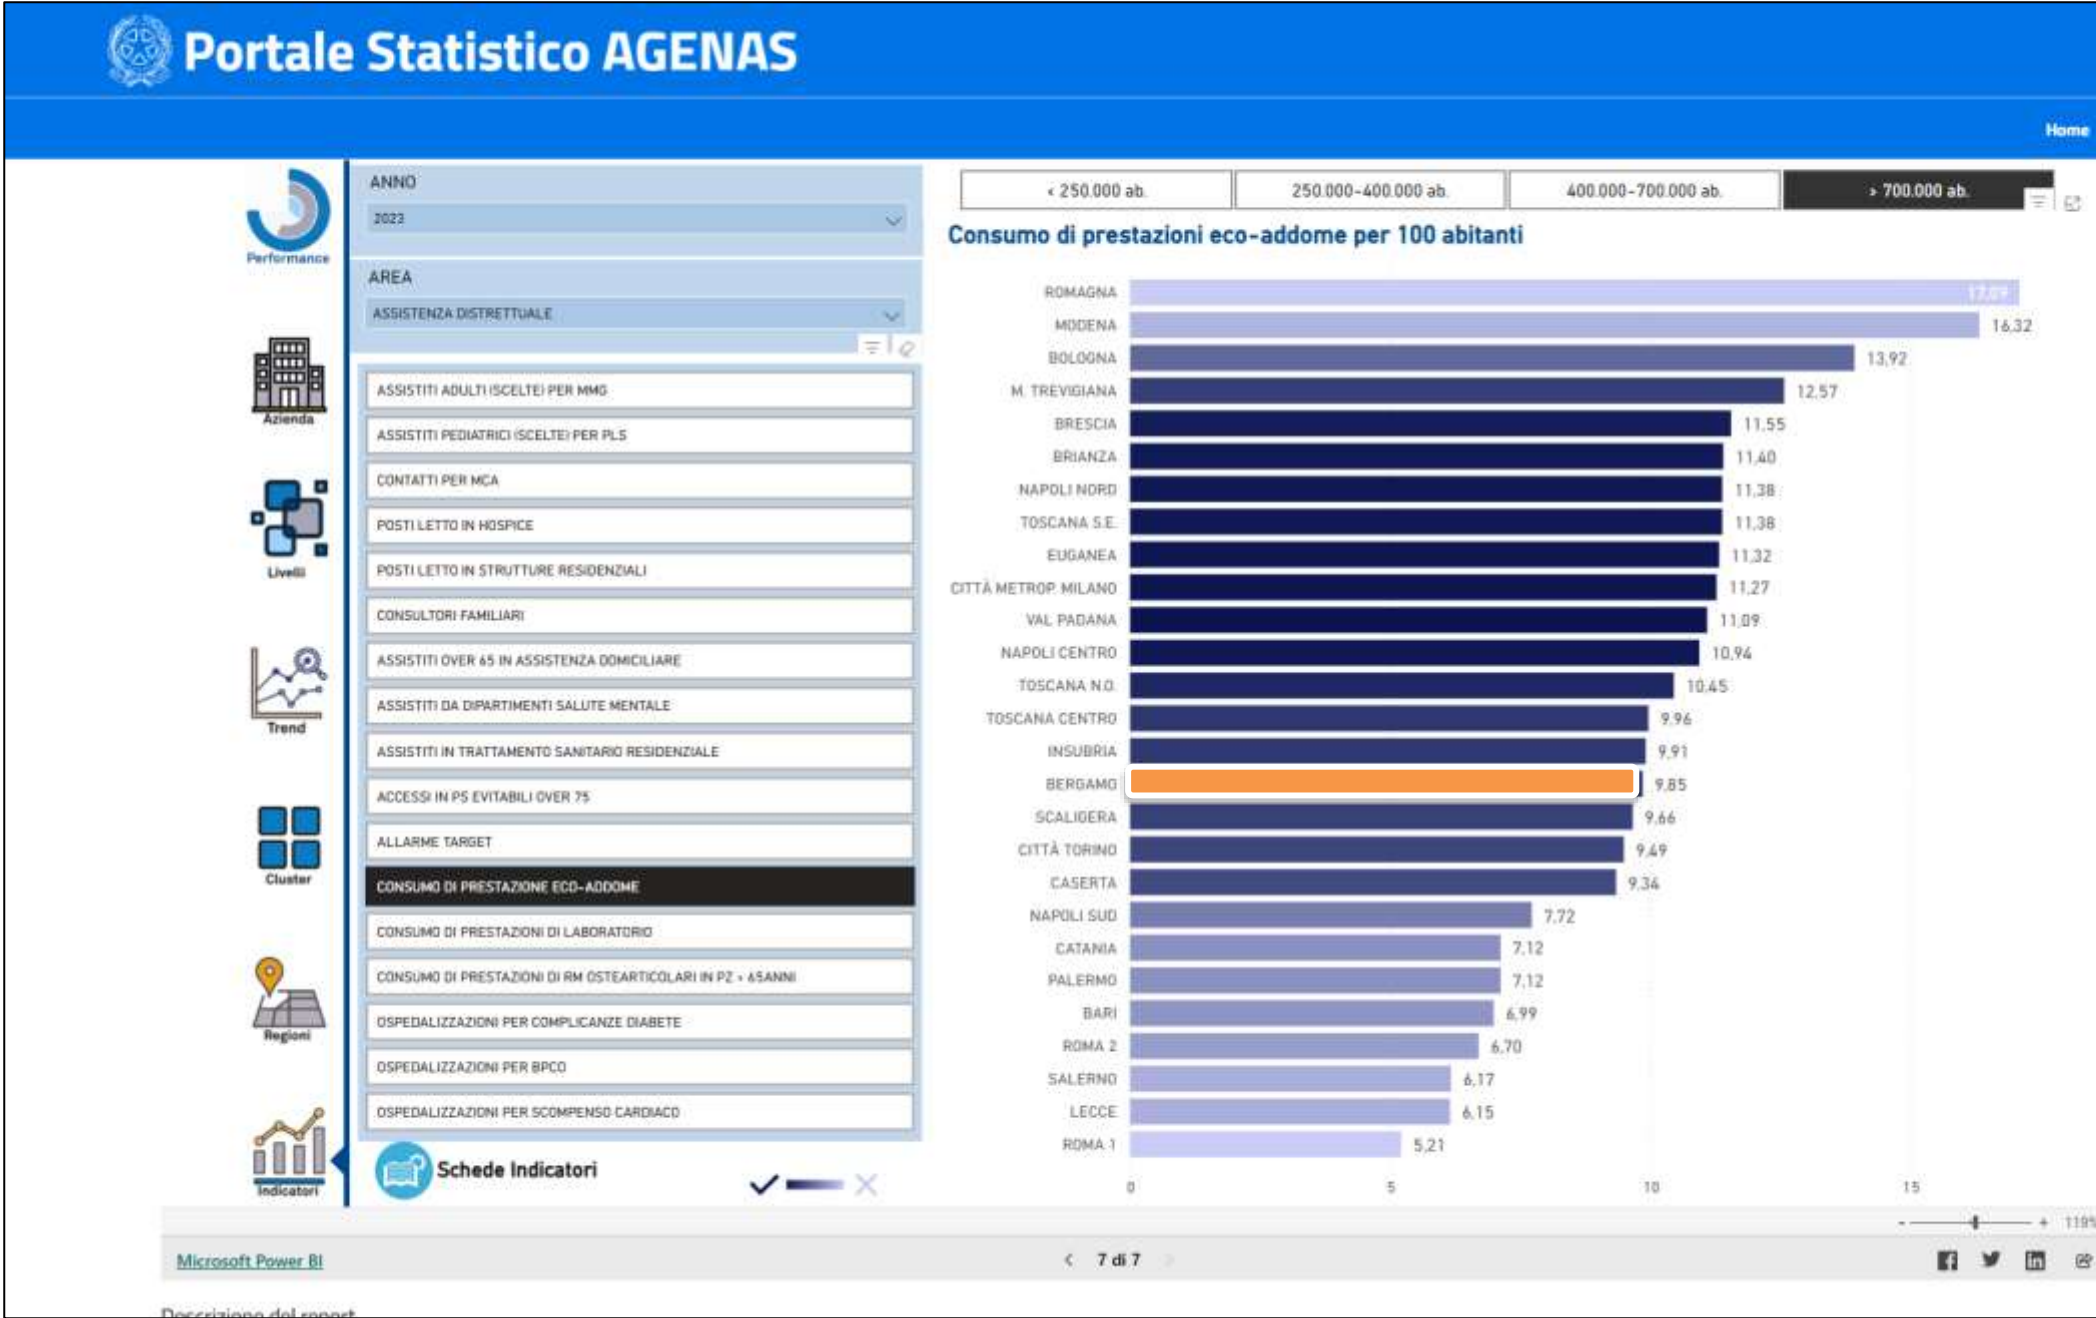 Portale Statistico AGENAS
Home
Performance
Azienda
Livelli
Trend
Cluster
Regioni
Indicatori
ANNO
2023
AREA
ASSISTENZA DISTRETTUALE
ASSISTITI ADULTI (SCELTE) PER MMG
ASSISTITI PEDIATRICI (SCELTE) PER PLS
CONTATTI PER MCA
POSTI LETTO IN HOSPICE
POSTI LETTO IN STRUTTURE RESIDENZIALI
CONSULTORI FAMILIARI
ASSISTITI OVER 65 IN ASSISTENZA DOMICILIARE
ASSISTITI DA DIPARTIMENTI SALUTE MENTALE
ASSISTITI IN TRATTAMENTO SANITARIO RESIDENZIALE
ACCESSI IN PS EVITABILI OVER 75
ALLARME TARGET
CONSUMO DI PRESTAZIONE ECO-ADDOME
CONSUMO DI PRESTAZIONI DI LABORATORIO
CONSUMO DI PRESTAZIONI DI RM OSTEARTICOLARI IN PZ > 65ANNI
OSPEDALIZZAZIONI PER COMPLICANZE DIABETE
OSPEDALIZZAZIONI PER BPCO
OSPEDALIZZAZIONI PER SCOMPENSO CARDIACO
Schede Indicatori
< 250.000 ab.
250.000-400.000 ab.
400.000-700.000 ab.
> 700.000 ab.
Consumo di prestazioni eco-addome per 100 abitanti
ROMAGNA 17,09
MODENA 16,32
BOLOGNA 13,92
M. TREVIGIANA 12,57
BRESCIA 11,55
BRIANZA 11,40
NAPOLI NORD 11,38
TOSCANA S.E. 11,38
EUGANEA 11,32
CITTÀ METROP. MILANO 11,27
VAL PADANA 11,09
NAPOLI CENTRO 10,94
TOSCANA N.O. 10,45
TOSCANA CENTRO 9,96
INSUBRIA 9,91
BERGAMO 9,85
SCALIGERA 9,66
CITTÀ TORINO 9,49
CASERTA 9,34
NAPOLI SUD 7,72
CATANIA 7,12
PALERMO 7,12
BARI 6,99
ROMA 2 6,70
SALERNO 6,17
LECCE 6,15
ROMA 1 5,21
0 5 10 15
- + 119%
Microsoft Power BI
< 7 di 7
Descrizione del report